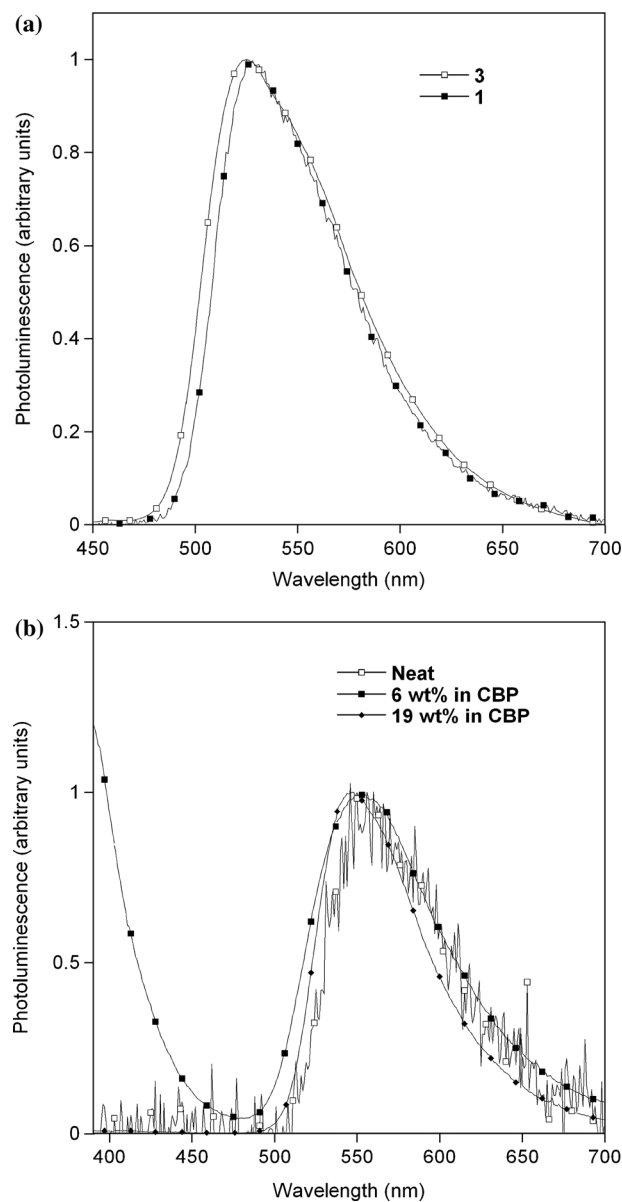 (a)
Photoluminescence (arbitrary units)
1
0.8
0.6
0.4
0.2
0
3
1
450 500 550 600 650 700
Wavelength (nm)
(b)
Photoluminescence (arbitrary units)
1.5
1
0.5
0
Neat
6 wt% in CBP
19 wt% in CBP
400 450 500 550 600 650 700
Wavelength (nm)